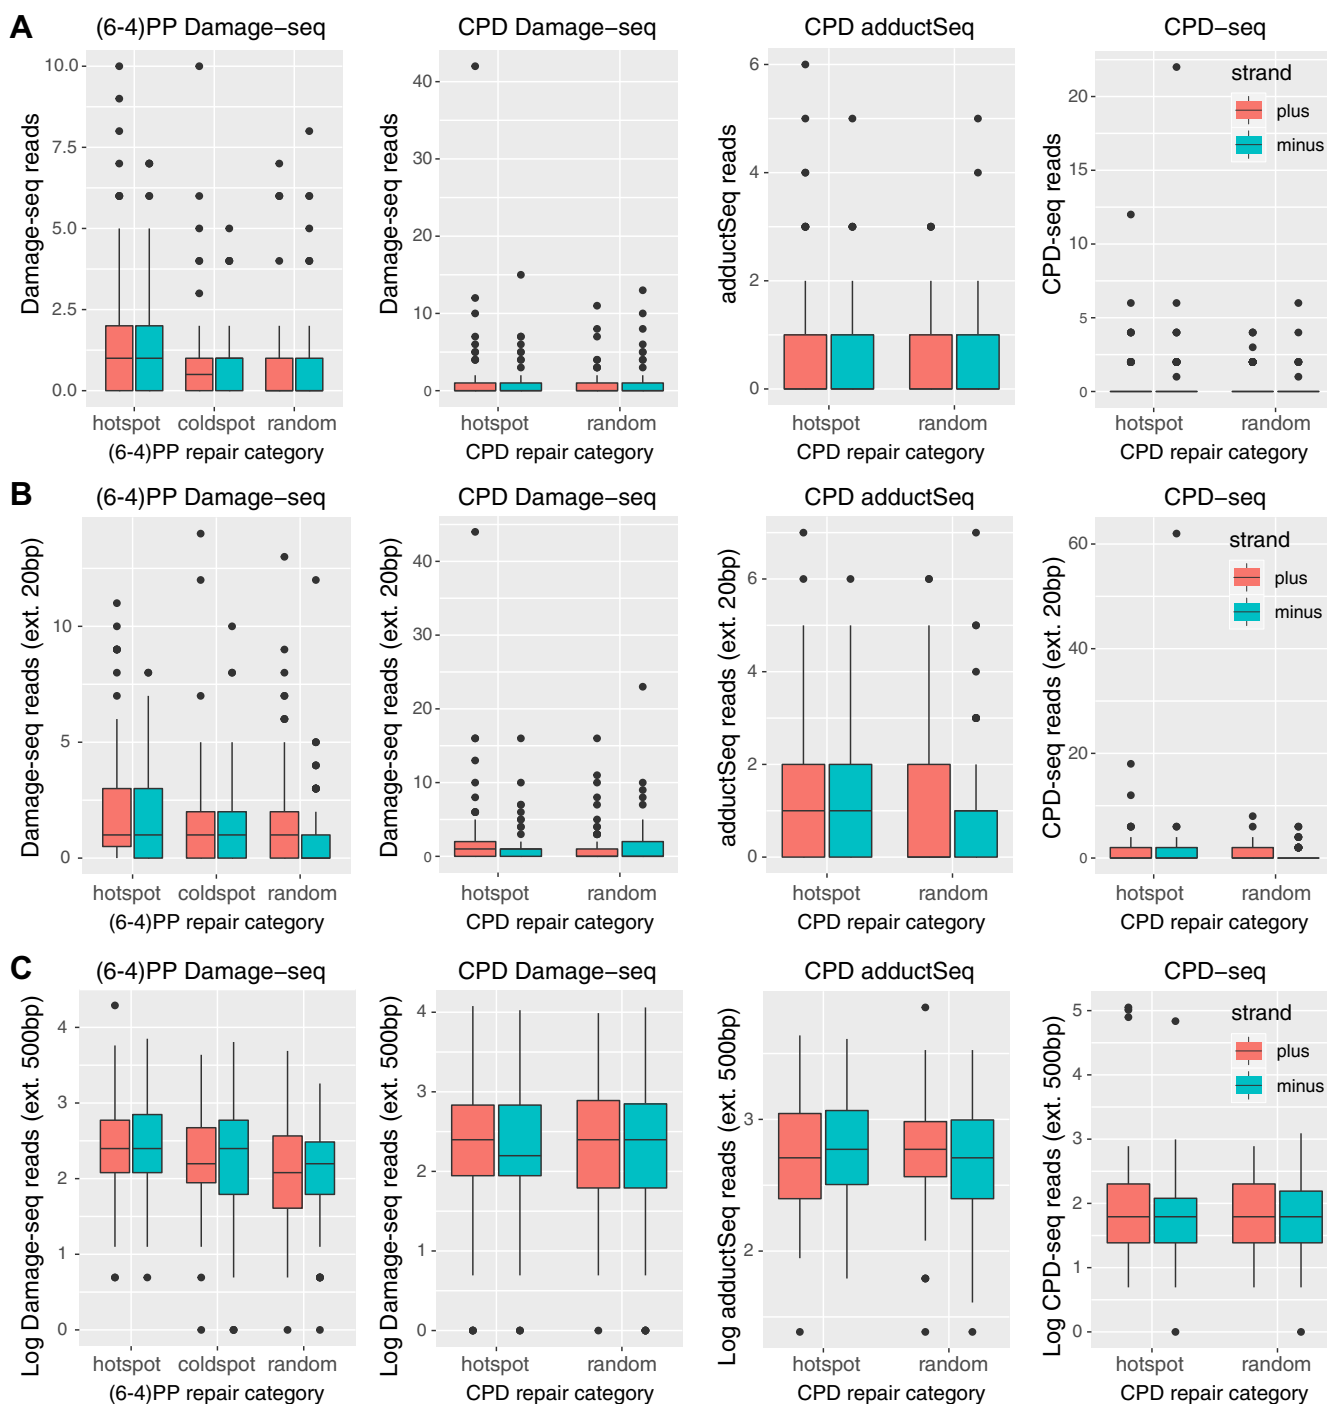 A
(6-4)PP Damage−seq
CPD Damage−seq
CPD adductSeq
CPD−seq
Damage-seq reads
10.0
7.5
5.0
2.5
0.0
hotspot coldspot random
(6-4)PP repair category
Damage-seq reads
40
30
20
10
0
hotspot random
CPD repair category
adductSeq reads
6
4
2
0
hotspot random
CPD repair category
CPD-seq reads
20
15
10
5
0
strand
plus
minus
hotspot random
CPD repair category
B
(6-4)PP Damage−seq
CPD Damage−seq
CPD adductSeq
CPD−seq
Damage-seq reads (ext. 20bp)
10
5
0
hotspot coldspot random
(6-4)PP repair category
Damage-seq reads (ext. 20bp)
40
30
20
10
0
hotspot random
CPD repair category
adductSeq reads (ext. 20bp)
6
4
2
0
hotspot random
CPD repair category
CPD-seq reads (ext. 20bp)
60
40
20
0
strand
plus
minus
hotspot random
CPD repair category
C
(6-4)PP Damage−seq
CPD Damage−seq
CPD adductSeq
CPD−seq
Log Damage-seq reads (ext. 500bp)
4
3
2
1
0
hotspot coldspot random
(6-4)PP repair category
Log Damage-seq reads (ext. 500bp)
4
3
2
1
0
hotspot random
CPD repair category
Log adductSeq reads (ext. 500bp)
3
2
hotspot random
CPD repair category
Log CPD-seq reads (ext. 500bp)
5
4
3
2
1
0
strand
plus
minus
hotspot random
CPD repair category